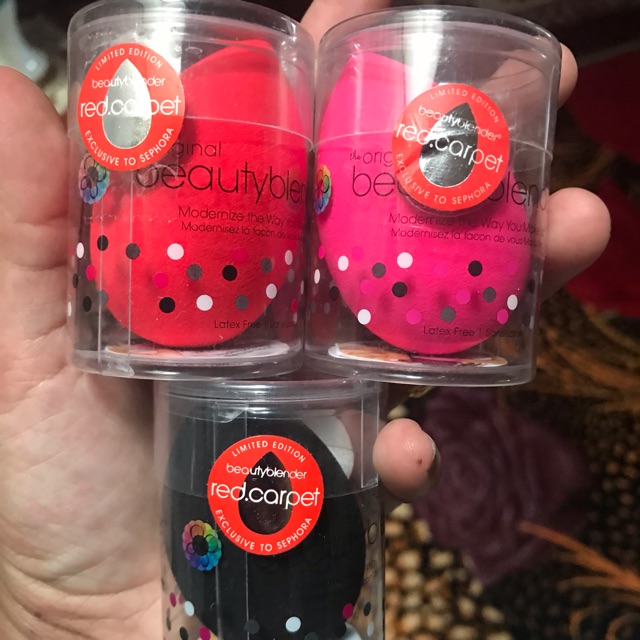 LIMITED EDITION
beautyblender
red.carpet
EXCLUSIVE TO SEPHORA
beautyblen
Modernize the Way You
Modernisez la façon de
Latex Free
LIMITED EDITION
beautyblender
red.carpet
EXCLUSIVE TO SEPHORA
the
Modernize the Way You
Modernisez la façon de vous
Latex Free
LIMITED EDITION
beautyblender
red.carpet
EXCLUSIVE TO SEPHORA